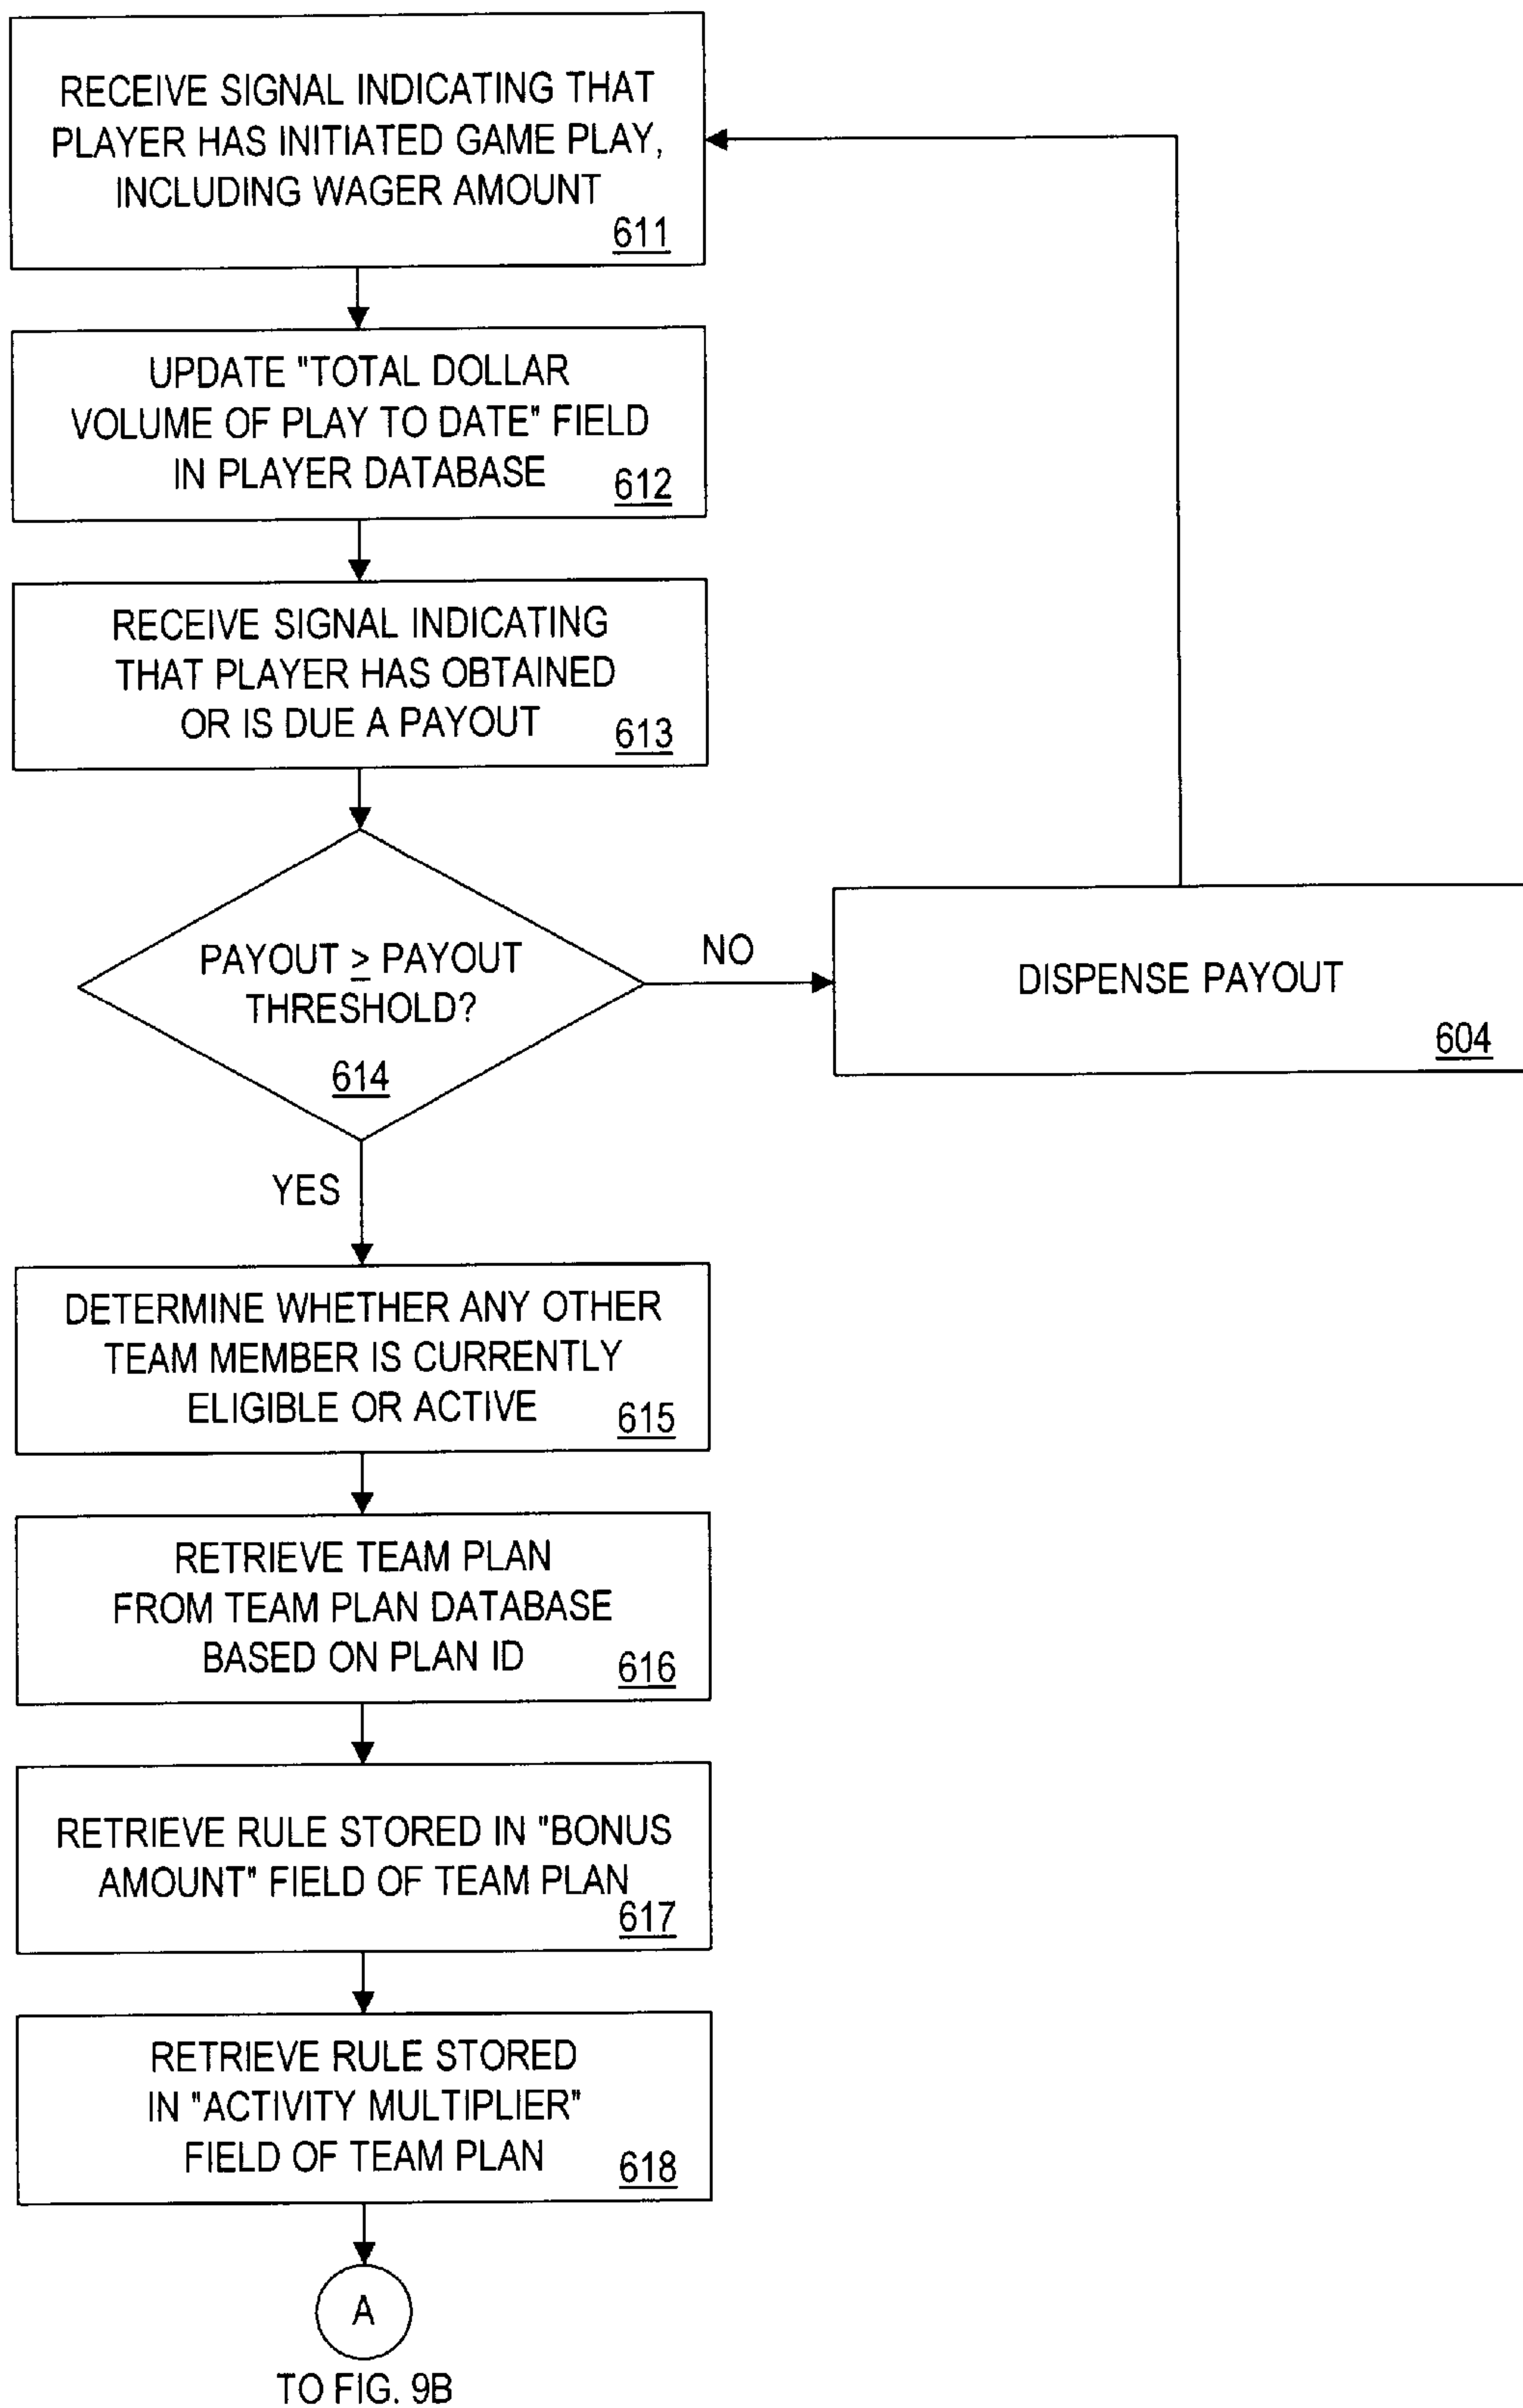 RECEIVE SIGNAL INDICATING THAT
PLAYER HAS INITIATED GAME PLAY,
INCLUDING WAGER AMOUNT
611
UPDATE "TOTAL DOLLAR
VOLUME OF PLAY TO DATE" FIELD
IN PLAYER DATABASE
612
RECEIVE SIGNAL INDICATING
THAT PLAYER HAS OBTAINED
OR IS DUE A PAYOUT
613
PAYOUT ≥ PAYOUT
THRESHOLD?
614
NO
DISPENSE PAYOUT
604
YES
DETERMINE WHETHER ANY OTHER
TEAM MEMBER IS CURRENTLY
ELIGIBLE OR ACTIVE
615
RETRIEVE TEAM PLAN
FROM TEAM PLAN DATABASE
BASED ON PLAN ID
616
RETRIEVE RULE STORED IN "BONUS
AMOUNT" FIELD OF TEAM PLAN
617
RETRIEVE RULE STORED
IN "ACTIVITY MULTIPLIER"
FIELD OF TEAM PLAN
618
A
TO FIG. 9B